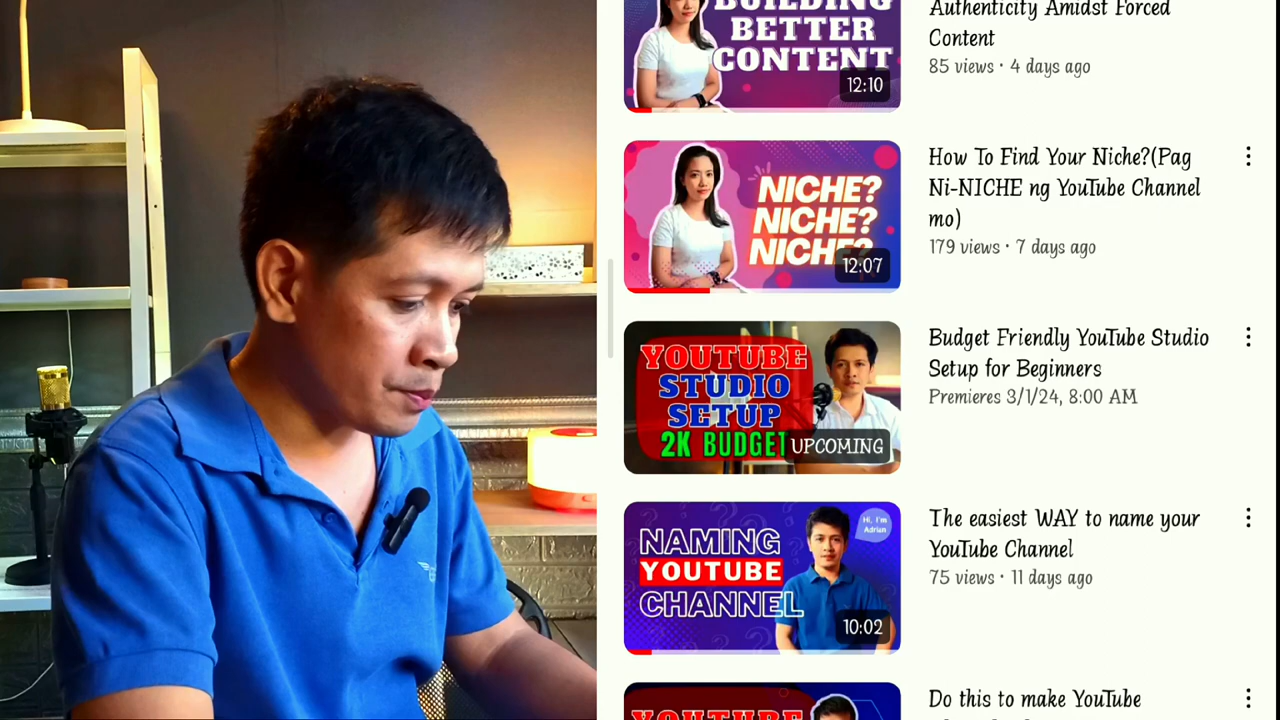 BUILDING
BETTER
CONTENT
12:10
Authenticity Amidst Forced
Content
85 views • 4 days ago
NICHE?
NICHE?
NICHE?
12:07
How To Find Your Niche?(Pag
Ni-NICHE ng YouTube Channel
mo)
179 views • 7 days ago
YOUTUBE
STUDIO
SETUP
2K BUDGET
UPCOMING
Budget Friendly YouTube Studio
Setup for Beginners
Premieres 3/1/24, 8:00 AM
NAMING
YOUTUBE
CHANNEL
Hi, I'm
Adrian
10:02
The easiest WAY to name your
YouTube Channel
75 views • 11 days ago
YOUTUBE
Do this to make YouTube